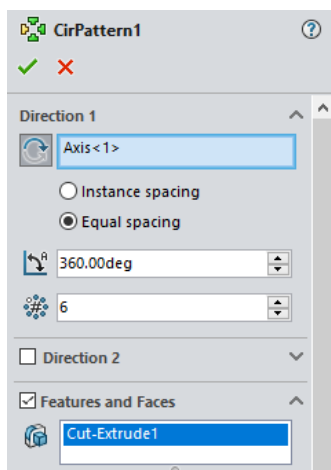 CirPattern1
Direction 1
Axis<1>
Instance spacing
Equal spacing
360.00deg
6
Direction 2
Features and Faces
Cut-Extrude1